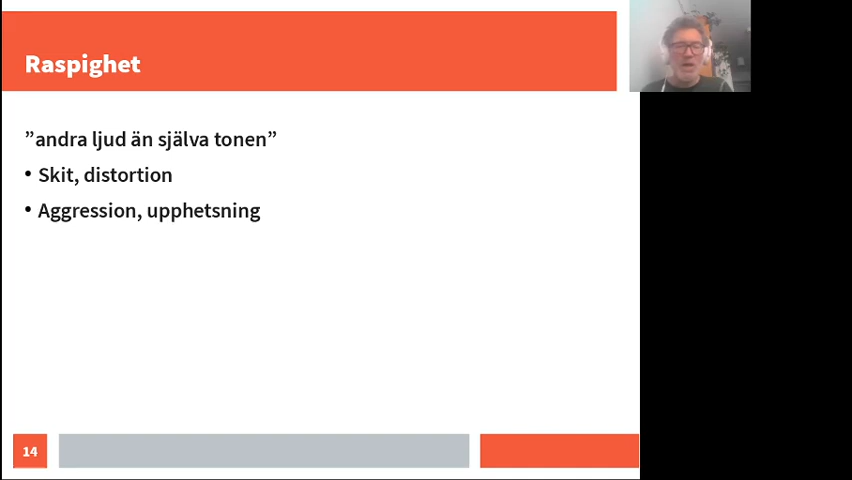 Raspighet
”andra ljud än själva tonen”
• Skit, distortion
• Aggression, upphetsning
14